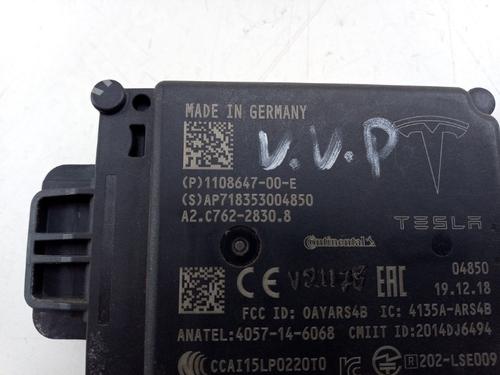 MADE IN GERMANY
V.V.P
(P)1108647-00-E
(S)AP718353004850
A2.C762-2830.8
Continental
TESLA
04850
CE
EAC
19.12.18
FCC ID: OAYARS4B IC: 4135A-ARS4B
ANATEL:4057-14-6068 CMIIT ID:2014DJ6494
CCAI15LP0220T0
R 202-LSE009